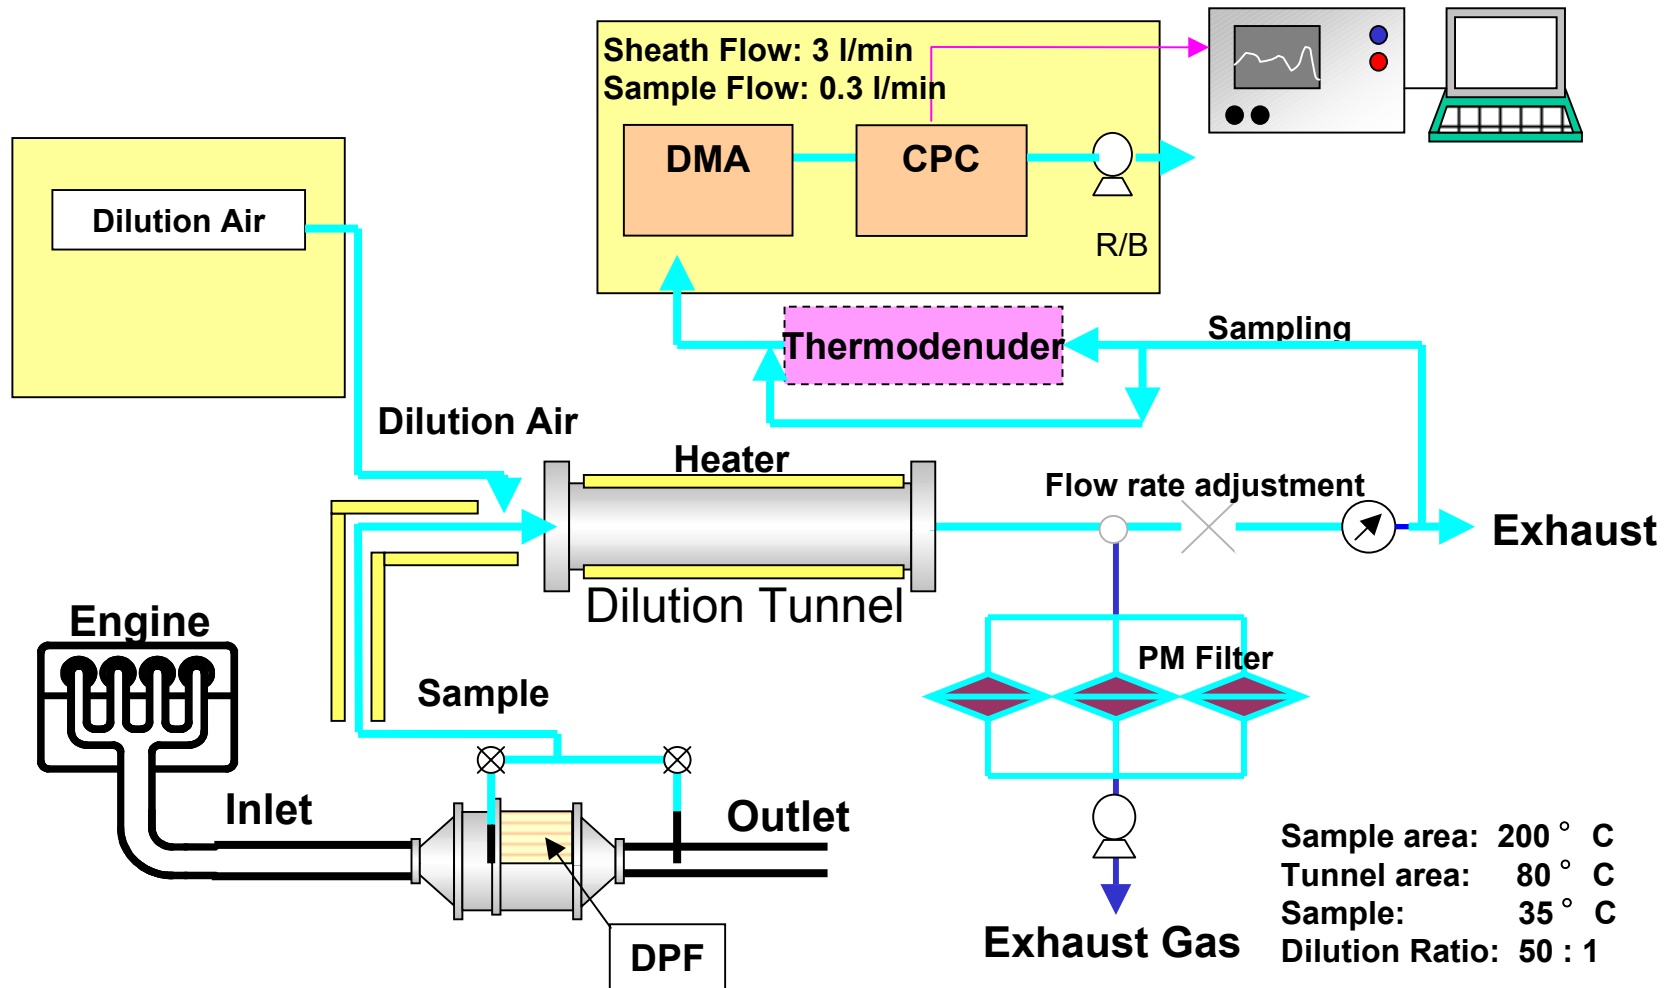 Sheath Flow: 3 l/min
Sample Flow: 0.3 l/min
DMA
CPC
R/B
Dilution Air
Thermodenuder
Sampling
Dilution Air
Heater
Flow rate adjustment
Exhaust
Dilution Tunnel
Engine
PM Filter
Sample
Inlet
Outlet
DPF
Exhaust Gas
Sample area: 200 ° C
Tunnel area: 80 ° C
Sample: 35 ° C
Dilution Ratio: 50 : 1